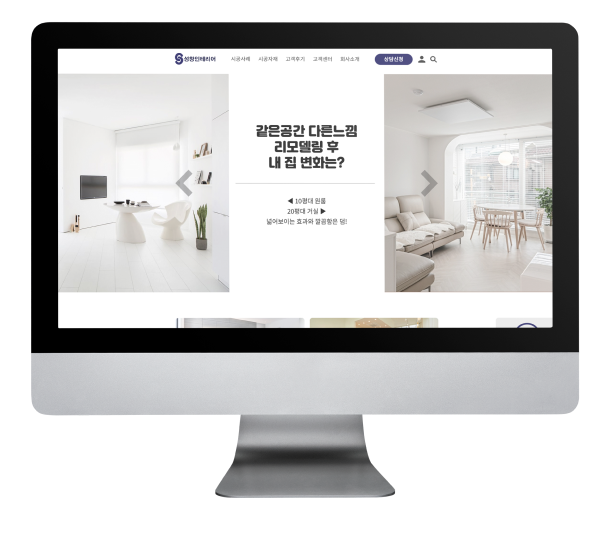 성창인테리어 시공사례 시공자재 고객후기 고객센터 회사소개 상담신청
같은공간 다른느낌
리모델링 후
내 집 변화는?
◀ 10평대 원룸
20평대 거실 ▶
넓어보이는 효과와 깔끔함은 덤!